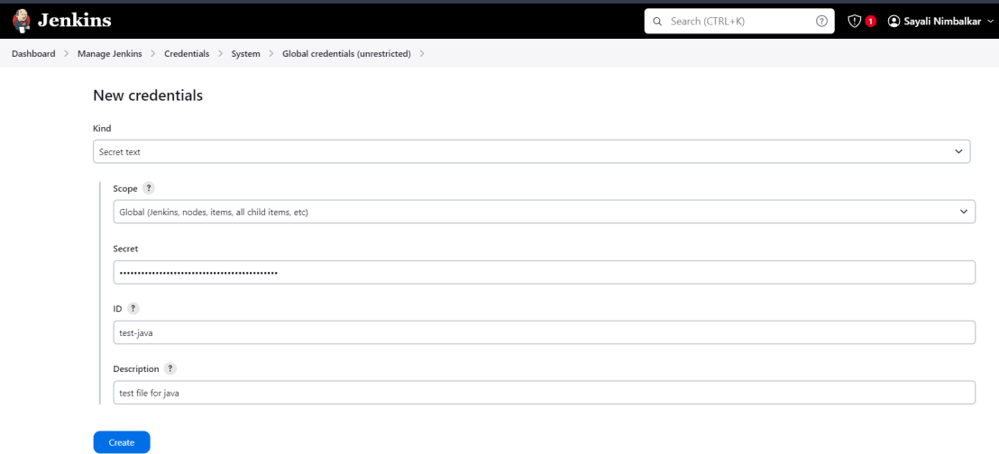 Jenkins
Search (CTRL+K) ?
1
Sayali Nimbalkar
Dashboard > Manage Jenkins > Credentials > System > Global credentials (unrestricted) >
New credentials
Kind
Secret text
Scope ?
Global (Jenkins, nodes, items, all child items, etc)
Secret
••••••••••••••••••••••••••••••••••••••••••••
ID ?
test-java
Description ?
test file for java
Create